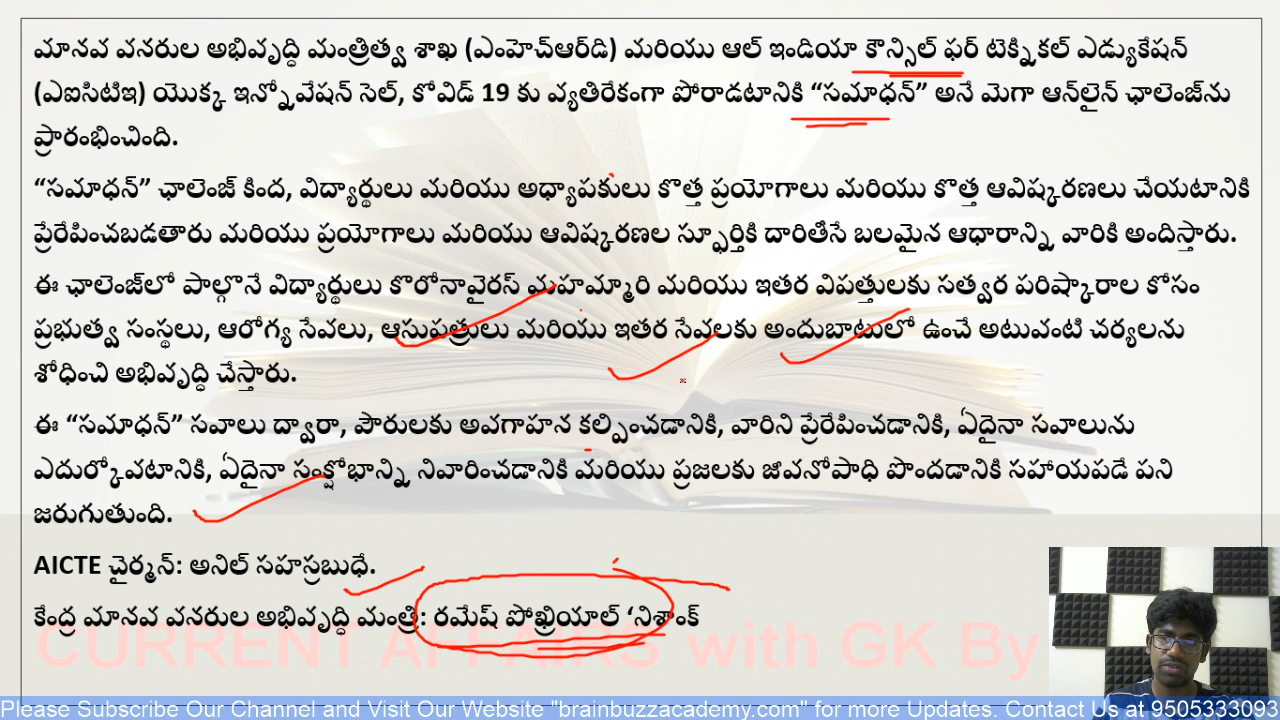 మానవ వనరుల అభివృద్ధి మంత్రిత్వ శాఖ (ఎంహెచ్ఆర్డి) మరియు ఆల్ ఇండియా కౌన్సిల్ ఫర్ టెక్నికల్ ఎడ్యుకేషన్
(ఎఐసిటిఇ) యొక్క ఇన్నోవేషన్ సెల్, కోవిడ్ 19 కు వ్యతిరేకంగా పోరాడటానికి “సమాధన్” అనే మెగా ఆన్‌లైన్ ఛాలెంజ్‌ను
ప్రారంభించింది.
“సమాధన్” ఛాలెంజ్ కింద, విద్యార్థులు మరియు అధ్యాపకులు కొత్త ప్రయోగాలు మరియు కొత్త ఆవిష్కరణలు చేయటానికి
ప్రేరేపించబడతారు మరియు ప్రయోగాలు మరియు ఆవిష్కరణల స్ఫూర్తికి దారితీసే బలమైన ఆధారాన్ని వారికి అందిస్తారు.
ఈ ఛాలెంజ్‌లో పాల్గొనే విద్యార్థులు కొరోనావైరస్ మహమ్మారి మరియు ఇతర విపత్తులకు సత్వర పరిష్కారాల కోసం
ప్రభుత్వ సంస్థలు, ఆరోగ్య సేవలు, ఆసుపత్రులు మరియు ఇతర సేవలకు అందుబాటులో ఉంచే అటువంటి చర్యలను
శోధించి అభివృద్ధి చేస్తారు.
ఈ “సమాధన్” సవాలు ద్వారా, పౌరులకు అవగాహన కల్పించడానికి, వారిని ప్రేరేపించడానికి, ఏదైనా సవాలును
ఎదుర్కోవటానికి, ఏదైనా సంక్షోభాన్ని నివారించడానికి మరియు ప్రజలకు జీవనోపాధి పొందడానికి సహాయపడే పని
జరుగుతుంది.
AICTE చైర్మన్: అనిల్ సహస్రబుధే.
కేంద్ర మానవ వనరుల అభివృద్ధి మంత్రి: రమేష్ పోఖ్రియాల్ ‘నిశాంక్
CURRENT AFFAIRS with GK By
Please Subscribe Our Channel and Visit Our Website "brainbuzzacademy.com" for more Updates. Contact Us at 9505333093